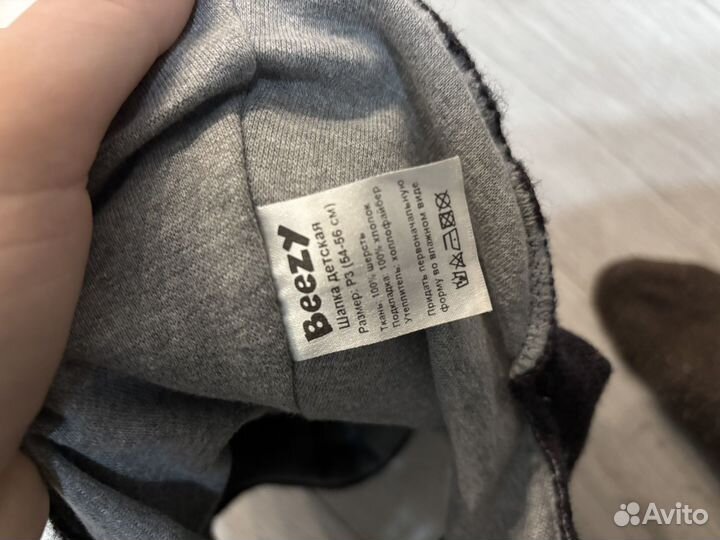 Beezy
Шапка детская
Размер: Р3 (54-56 см)
Ткань: 100% шерсть
Подкладка: 100% хлопок
Утеплитель: холлофайбер
Придать первоначальную
форму во влажном виде
Avito